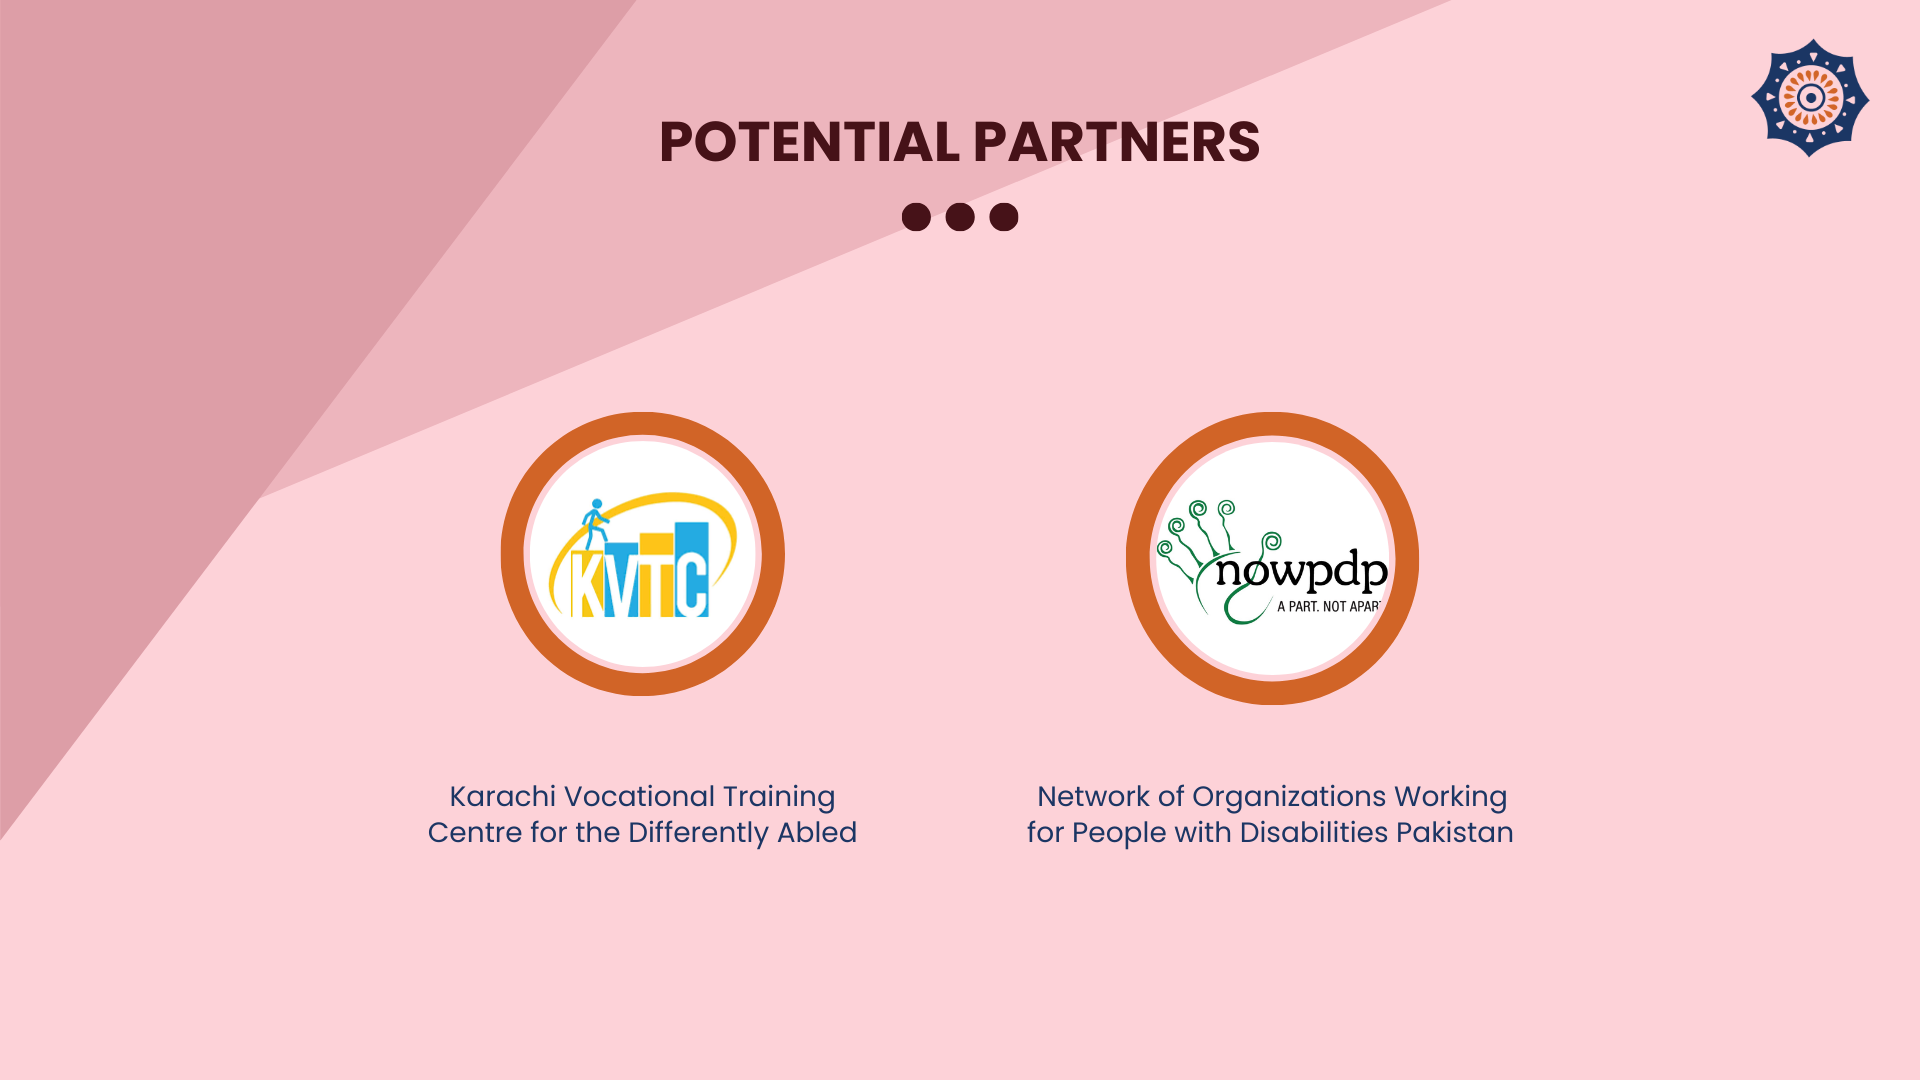 POTENTIAL PARTNERS
KVTC
nowpdp
A PART. NOT APAR
Karachi Vocational Training
Centre for the Differently Abled
Network of Organizations Working
for People with Disabilities Pakistan